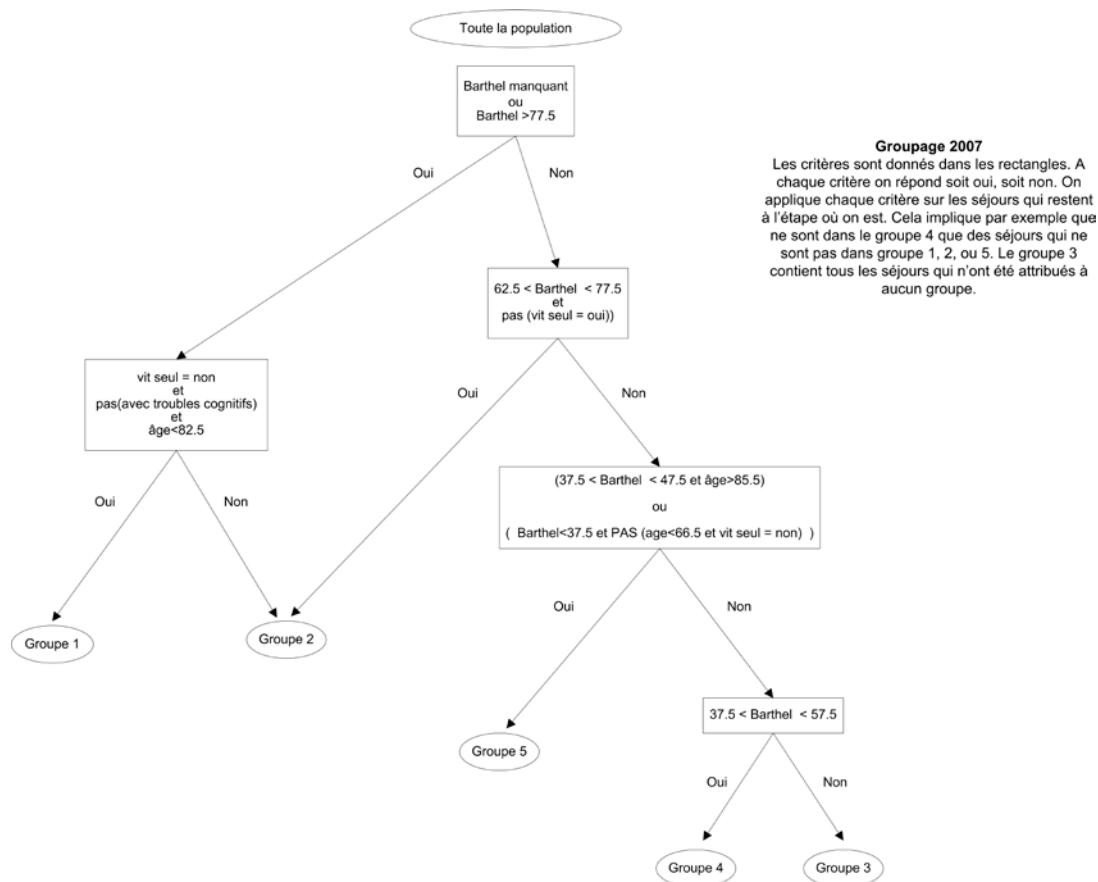 Toute la population
Barthel manquant
ou
Barthel >77.5
Groupage 2007
Les critères sont donnés dans les rectangles. A
chaque critère on répond soit oui, soit non. On
applique chaque critère sur les séjours qui restent
à l'étape où on est. Cela implique par exemple que
ne sont dans le groupe 4 que des séjours qui ne
sont pas dans groupe 1, 2, ou 5. Le groupe 3
contient tous les séjours qui n'ont été attribués à
aucun groupe.
Oui
Non
62.5 < Barthel < 77.5
et
pas (vit seul = oui))
vit seul = non
et
pas(avec troubles cognitifs)
et
âge<82.5
Oui
Non
(37.5 < Barthel < 47.5 et âge>85.5)
ou
( Barthel<37.5 et PAS (age<66.5 et vit seul = non) )
Oui
Non
Oui
Non
Groupe 1
Groupe 2
37.5 < Barthel < 57.5
Groupe 5
Oui
Non
Groupe 4
Groupe 3